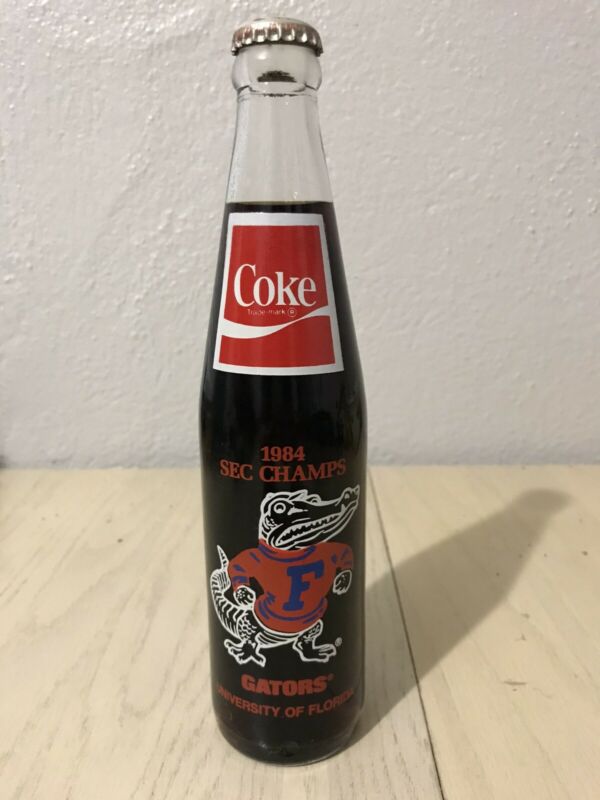 Coke
Trade-mark ®
1984
SEC CHAMPS
F
®
GATORS®
UNIVERSITY OF FLORIDA